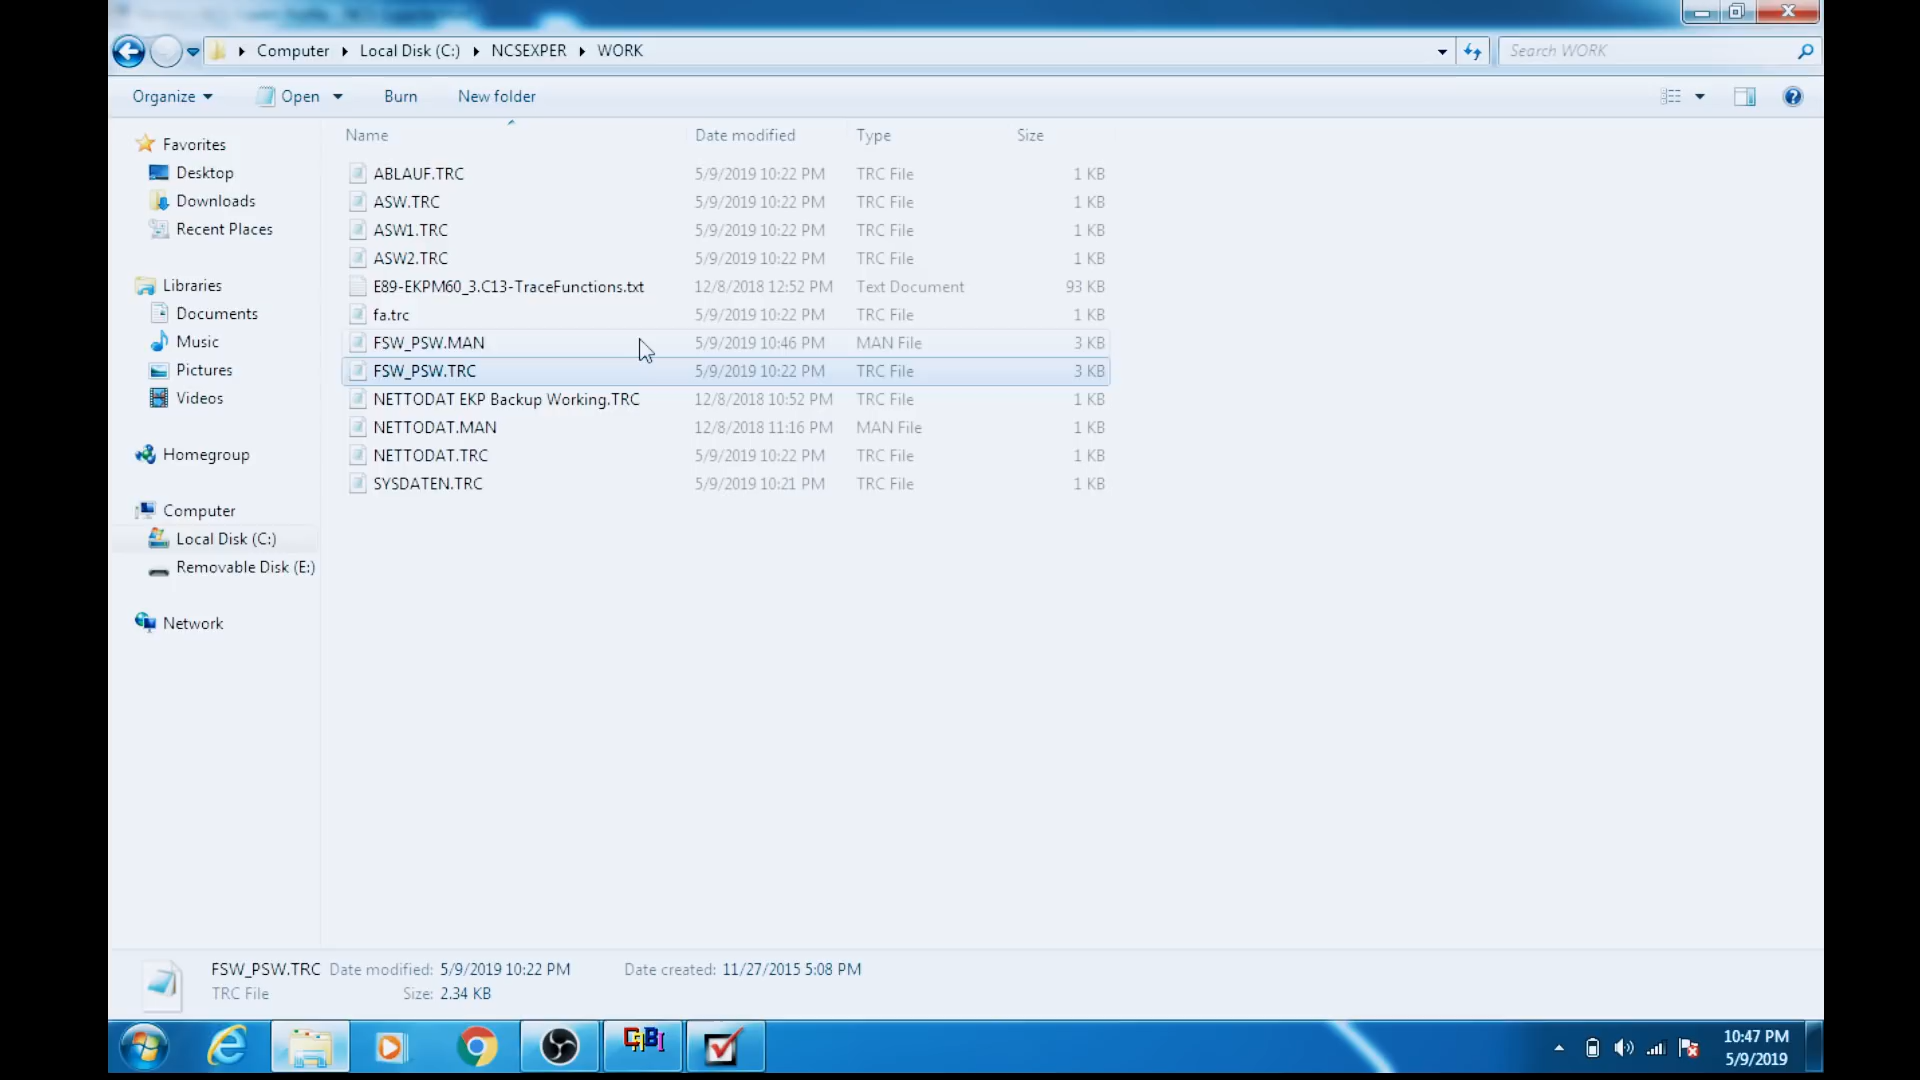 Computer Local Disk (C:) NCSEXPER WORK
Search WORK
Organize Open Burn New folder
Name Date modified Type Size
Favorites
Desktop
Downloads
Recent Places
Libraries
Documents
Music
Pictures
Videos
Homegroup
Computer
Local Disk (C:)
Removable Disk (E:)
Network
ABLAUF.TRC 5/9/2019 10:22 PM TRC File 1 KB
ASW.TRC 5/9/2019 10:22 PM TRC File 1 KB
ASW1.TRC 5/9/2019 10:22 PM TRC File 1 KB
ASW2.TRC 5/9/2019 10:22 PM TRC File 1 KB
E89-EKPM60_3.C13-TraceFunctions.txt 12/8/2018 12:52 PM Text Document 93 KB
fa.trc 5/9/2019 10:22 PM TRC File 1 KB
FSW_PSW.MAN 5/9/2019 10:46 PM MAN File 3 KB
FSW_PSW.TRC 5/9/2019 10:22 PM TRC File 3 KB
NETTODAT EKP Backup Working.TRC 12/8/2018 10:52 PM TRC File 1 KB
NETTODAT.MAN 12/8/2018 11:16 PM MAN File 1 KB
NETTODAT.TRC 5/9/2019 10:22 PM TRC File 1 KB
SYSDATEN.TRC 5/9/2019 10:21 PM TRC File 1 KB
FSW_PSW.TRC Date modified: 5/9/2019 10:22 PM Date created: 11/27/2015 5:08 PM
TRC File Size: 2.34 KB
10:47 PM
5/9/2019